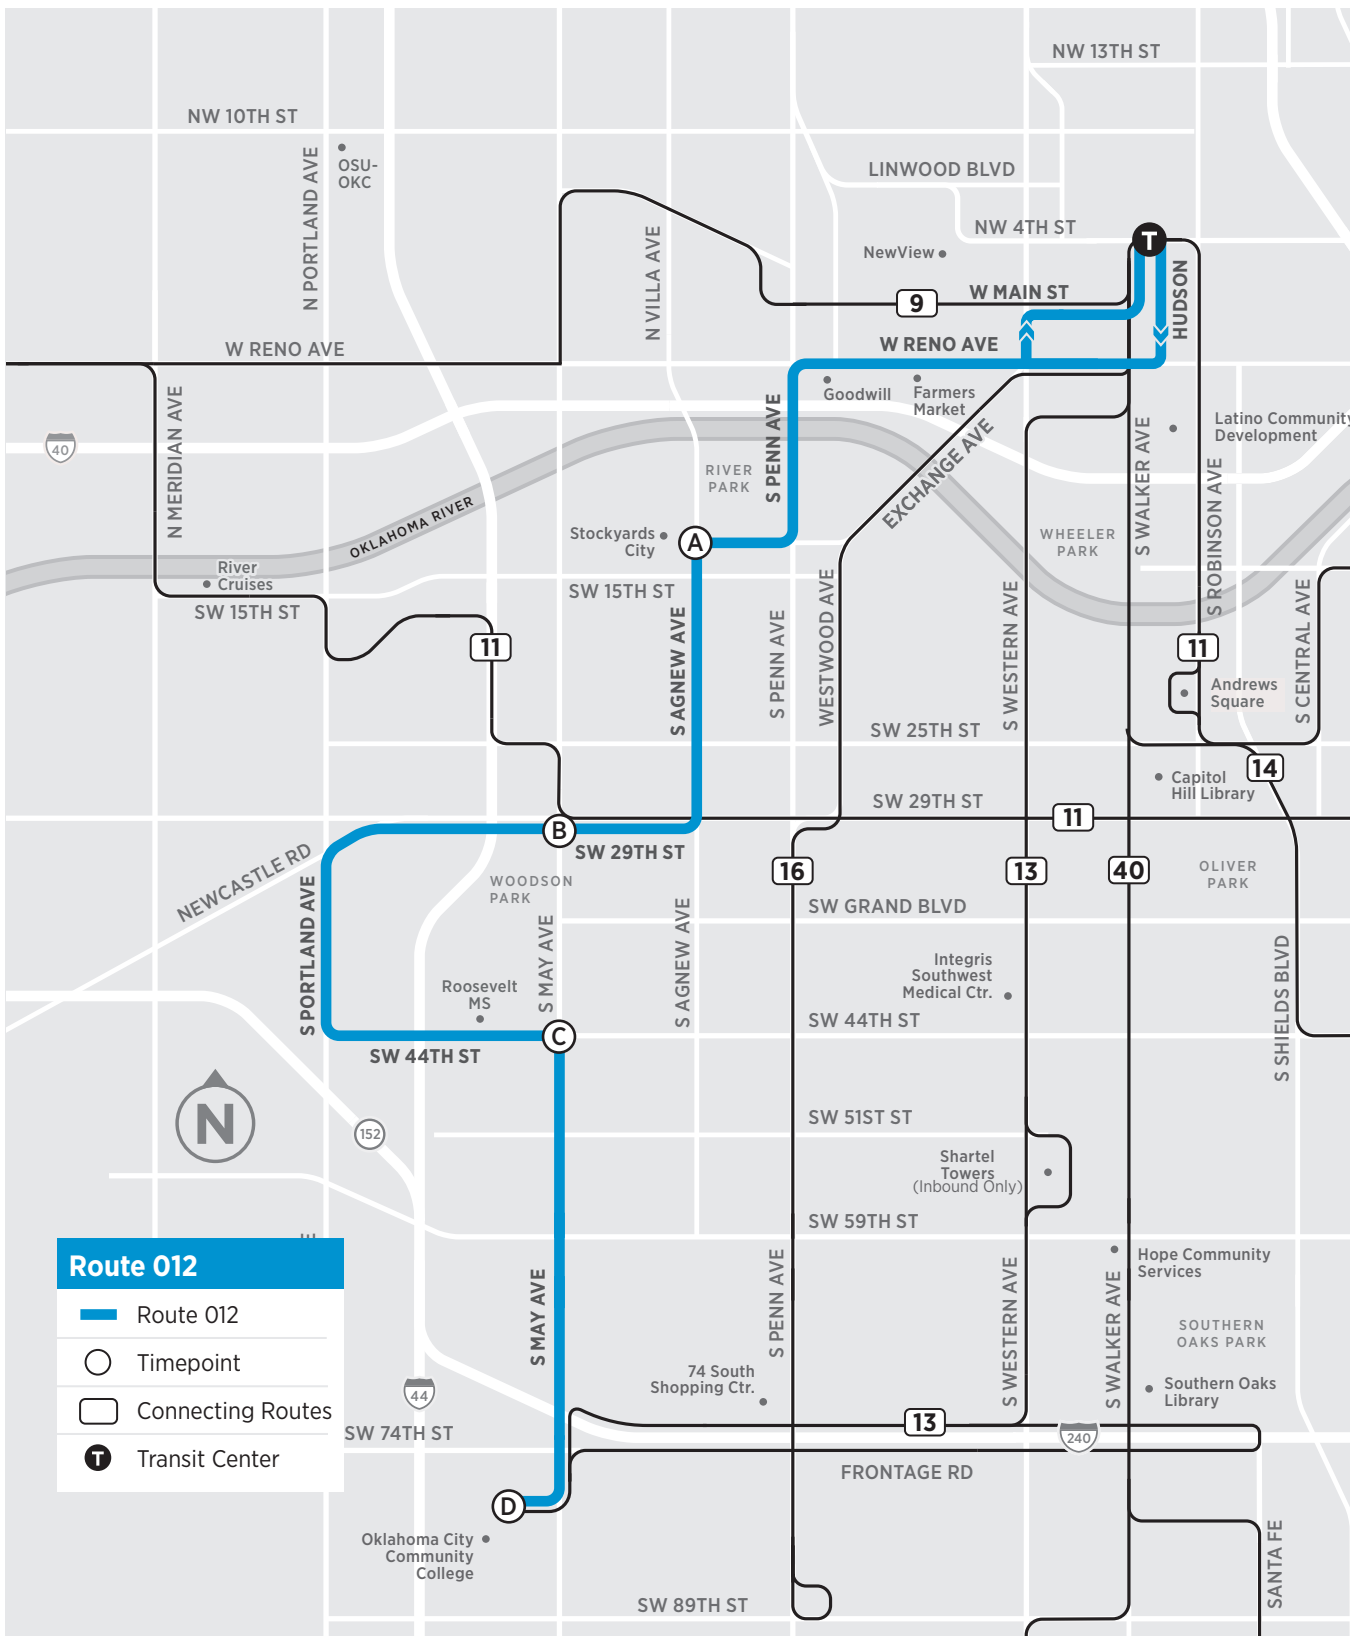 NW 13TH ST
NW 10TH ST
OSU-
OKC
N PORTLAND AVE
LINWOOD BLVD
NW 4TH ST
T
NewView
N VILLA AVE
W MAIN ST
9
HUDSON
W RENO AVE
W RENO AVE
Goodwill
Farmers
Market
N MERIDIAN AVE
40
S PENN AVE
EXCHANGE AVE
S WALKER AVE
Latino Community
Development
RIVER
PARK
OKLAHOMA RIVER
Stockyards
City
A
WHEELER
PARK
S ROBINSON AVE
River
Cruises
SW 15TH ST
SW 15TH ST
S AGNEW AVE
S PENN AVE
WESTWOOD AVE
S WESTERN AVE
S CENTRAL AVE
11
11
Andrews
Square
SW 25TH ST
14
Capitol
Hill Library
SW 29TH ST
11
B
SW 29TH ST
NEWCASTLE RD
WOODSON
PARK
16
13
40
OLIVER
PARK
S PORTLAND AVE
S MAY AVE
S AGNEW AVE
SW GRAND BLVD
Integris
Southwest
Medical Ctr.
Roosevelt
MS
S SHIELDS BLVD
SW 44TH ST
C
SW 44TH ST
N
152
SW 51ST ST
Shartel
Towers
(Inbound Only)
SW 59TH ST
Hope Community
Services
Route 012
Route 012
Timepoint
Connecting Routes
T
Transit Center
S MAY AVE
S PENN AVE
S WESTERN AVE
S WALKER AVE
SOUTHERN
OAKS PARK
74 South
Shopping Ctr.
Southern Oaks
Library
44
SW 74TH ST
13
240
FRONTAGE RD
D
Oklahoma City
Community
College
SANTA FE
SW 89TH ST